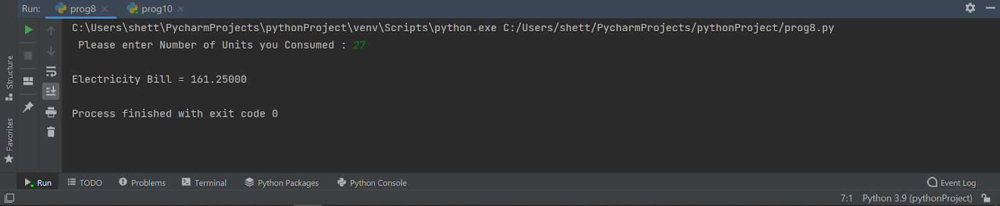 Run: prog8 prog10
C:\Users\shett\PycharmProjects\pythonProject\venv\Scripts\python.exe C:/Users/shett/PycharmProjects/pythonProject/prog8.py
Please enter Number of Units you Consumed : 27
Electricity Bill = 161.25000
Process finished with exit code 0
Structure
Favorites
Run TODO Problems Terminal Python Packages Python Console Event Log
7:1 Python 3.9 (pythonProject)